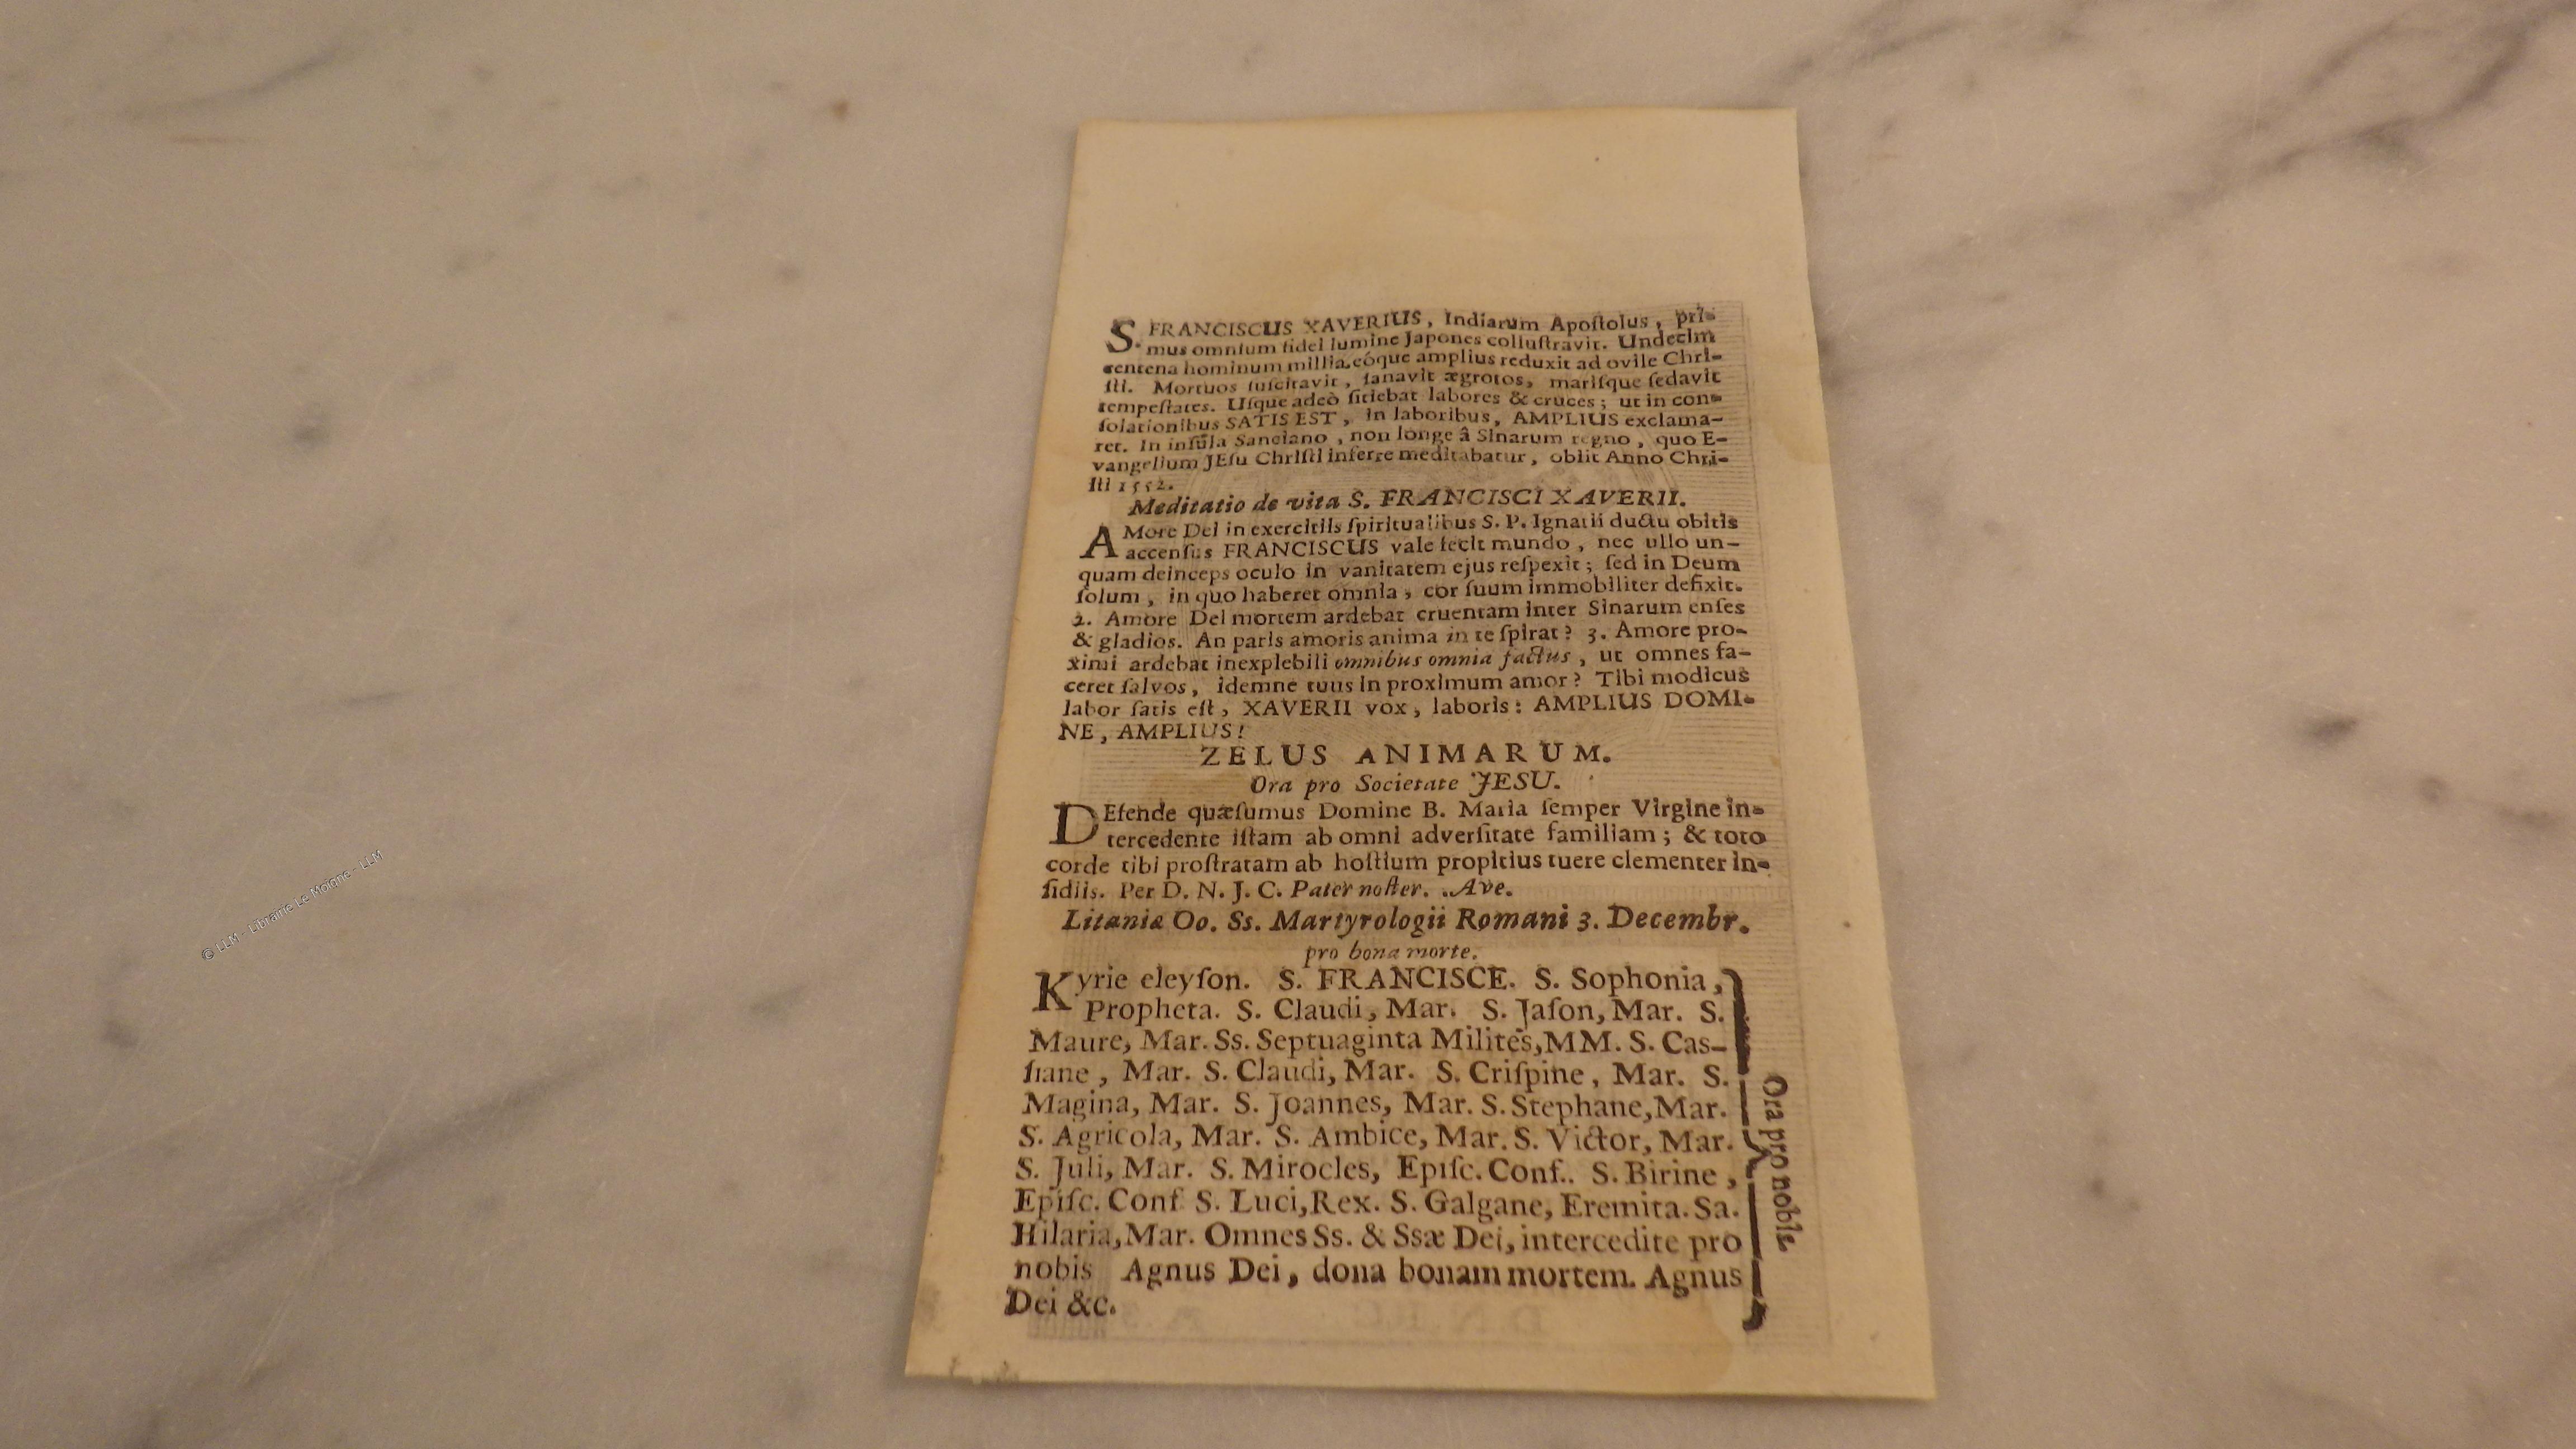 S. FRANCISCUS XAVERIUS, Indiarum Apoſtolus, pri-
mus omnium fidei lumine Japones colluſtravit. Undecim
centena hominum millia, eóque amplius reduxit ad ovile Chri-
ſti. Mortuos ſuſcitavit, ſanavit ægrotos, mariſque ſedavit
tempeſtates. Uſque adeò ſitiebat labores & cruces; ut in con-
ſolationibus SATIS EST, in laboribus, AMPLIUS exclama-
ret. In inſula Sanciano, non longe â Sinarum regno, quo E-
vangelium JEſu Chriſti inferre meditabatur, obiit Anno Chri-
ſti 1552.
Meditatio de vita S. FRANCISCI XAVERII.
AMore Dei in exercitiis ſpiritualibus S. P. Ignatii ductu obitis
accenſus FRANCISCUS vale fecit mundo, nec ullo un-
quam deinceps oculo in vanitatem ejus reſpexit; ſed in Deum
ſolum, in quo haberet omnia, cor ſuum immobiliter defixit.
2. Amore Dei mortem ardebat cruentam inter Sinarum enſes
& gladios. An paris amoris anima in te ſpirat? 3. Amore pro-
ximi ardebat inexplebili omnibus omnia factus, ut omnes fa-
ceret ſalvos, idemne tuus in proximum amor? Tibi modicus
labor ſatis eſt, XAVERII vox, laboris: AMPLIUS DOMI-
NE, AMPLIUS!
ZELUS ANIMARUM.
Ora pro Societate JESU.
DEfende quæſumus Domine B. Maria ſemper Virgine in-
tercedente iſtam ab omni adverſitate familiam; & toto
corde tibi proſtratam ab hoſtium propitius tuere clementer in-
ſidiis. Per D. N. J. C. Pater noſter. Ave.
Litaniæ Oo. Ss. Martyrologii Romani 3. Decembr.
pro bona morte.
Kyrie eleyſon. S. FRANCISCE. S. Sophonia,
Propheta. S. Claudi, Mar. S. Jaſon, Mar. S.
Maure, Mar. Ss. Septuaginta Milites, MM. S. Cas-
ſiane, Mar. S. Claudi, Mar. S. Criſpine, Mar. S.
Magina, Mar. S. Joannes, Mar. S. Stephane, Mar.
S. Agricola, Mar. S. Ambice, Mar. S. Victor, Mar.
S. Juli, Mar. S. Mirocles, Epiſc. Conf.. S. Birine,
Epiſc. Conf S. Luci, Rex. S. Galgane, Eremita. Sa.
Hilaria, Mar. Omnes Ss. & Ssæ Dei, intercedite pro
nobis Agnus Dei, dona bonam mortem. Agnus
Dei &c.
Ora pro nobis.
© LLM - Librairie Le Moigne - LLM